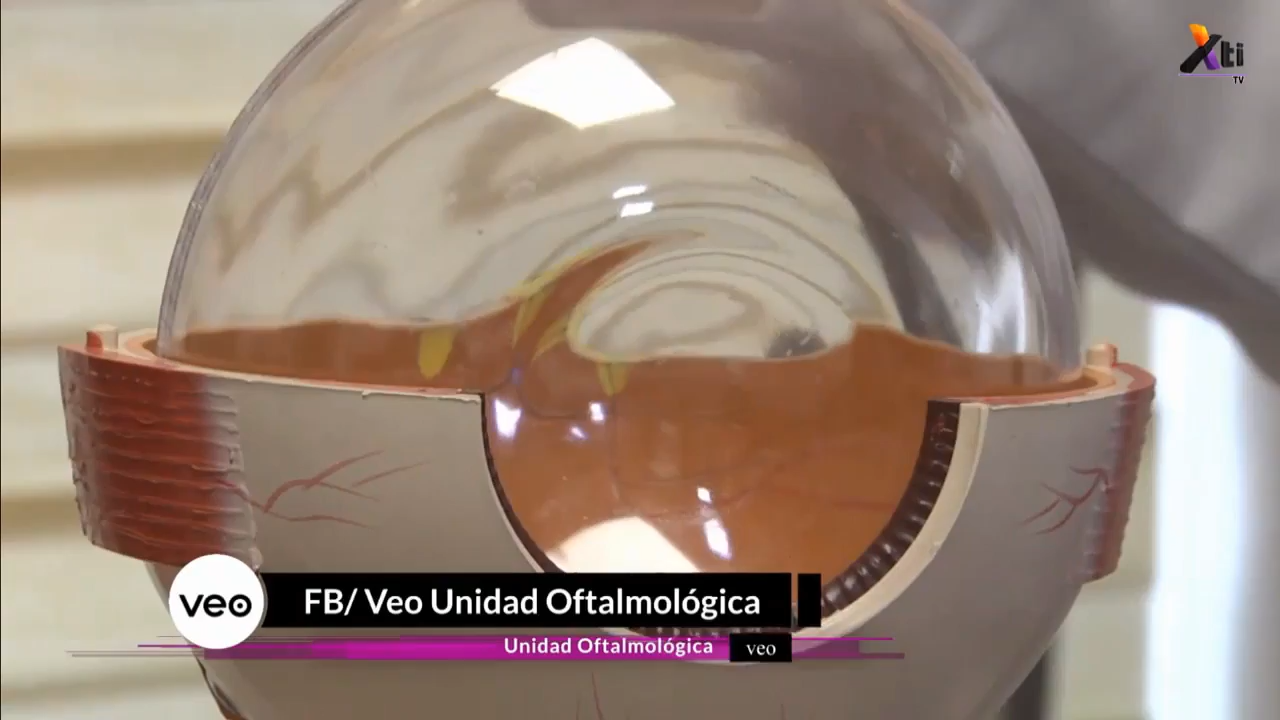 Xti
TV
veo
FB/ Veo Unidad Oftalmológica
Unidad Oftalmológica
veo